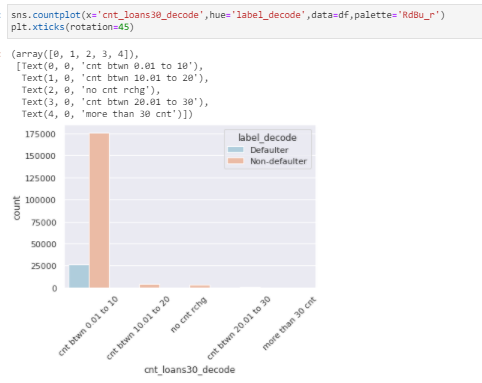 sns.countplot(x='cnt_loans30_decode',hue='label_decode',data=df,palette='RdBu_r')
plt.xticks(rotation=45)
(array([0, 1, 2, 3, 4]),
[Text(0, 0, 'cnt btwn 0.01 to 10'),
Text(1, 0, 'cnt btwn 10.01 to 20'),
Text(2, 0, 'no cnt rchg'),
Text(3, 0, 'cnt btwn 20.01 to 30'),
Text(4, 0, 'more than 30 cnt')])
label_decode
Defaulter
Non-defaulter
175000
150000
125000
100000
75000
50000
25000
0
count
cnt btwn 0.01 to 10
cnt btwn 10.01 to 20
no cnt rchg
cnt btwn 20.01 to 30
more than 30 cnt
cnt_loans30_decode